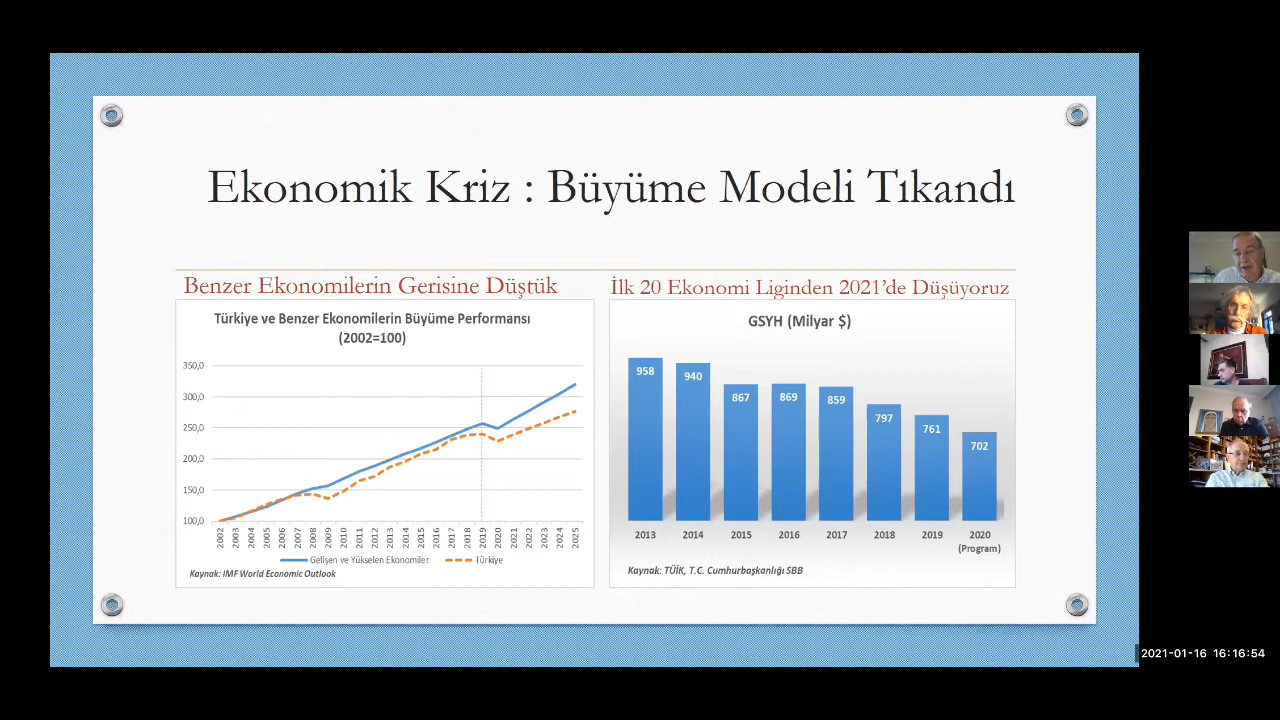 Ekonomik Kriz : Büyüme Modeli Tıkandı
Benzer Ekonomilerin Gerisine Düştük
Türkiye ve Benzer Ekonomilerin Büyüme Performansı
(2002=100)
350,0
300,0
250,0
200,0
150,0
100,0
2002 2003 2004 2005 2006 2007 2008 2009 2010 2011 2012 2013 2014 2015 2016 2017 2018 2019 2020 2021 2022 2023 2024 2025
Gelişen ve Yükselen Ekonomiler Türkiye
Kaynak: IMF World Economic Outlook
İlk 20 Ekonomi Liginden 2021’de Düşüyoruz
GSYH (Milyar $)
958 940 867 869 859 797 761 702
2013 2014 2015 2016 2017 2018 2019 2020
(Program)
Kaynak: TÜİK, T.C. Cumhurbaşkanlığı SBB
2021-01-16 16:16:54